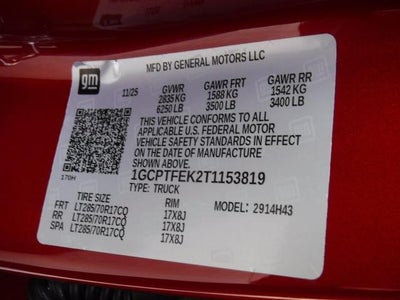 gm
MFD BY GENERAL MOTORS LLC
11/25 GVWR GAWR FRT GAWR RR
2835 KG 1588 KG 1542 KG
6250 LB 3500 LB 3400 LB
THIS VEHICLE CONFORMS TO ALL
APPLICABLE U.S. FEDERAL MOTOR
VEHICLE SAFETY STANDARDS IN EFFECT
ON THE DATE OF MANUFACTURE
SHOWN ABOVE.
170H 1GCPTFEK2T1153819
TYPE: TRUCK
TIRE SIZE RIM MODEL: 2914H43
FRT LT285/70R17CQ 17X8J
RR LT285/70R17CQ 17X8J
SPA LT285/70R17CQ 17X8J